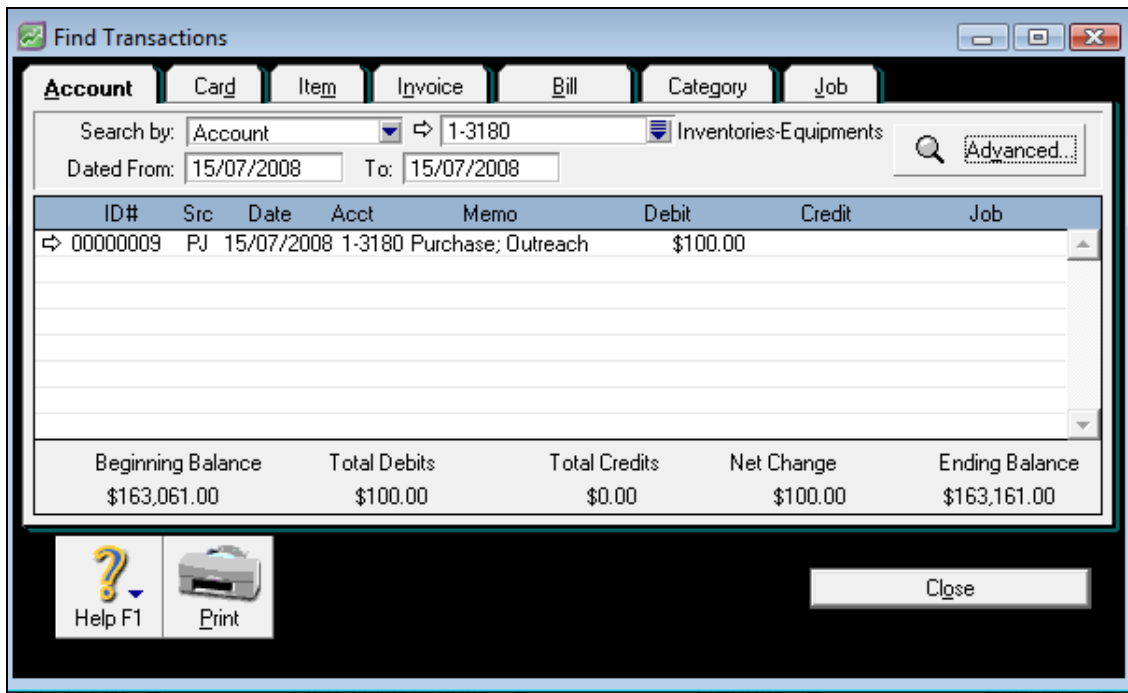 Find Transactions
Account Card Item Invoice Bill Category Job
Search by: Account 1-3180 Inventories-Equipments Advanced...
Dated From: 15/07/2008 To: 15/07/2008
ID# Src Date Acct Memo Debit Credit Job
00000009 PJ 15/07/2008 1-3180 Purchase; Outreach $100.00
Beginning Balance Total Debits Total Credits Net Change Ending Balance
$163,061.00 $100.00 $0.00 $100.00 $163,161.00
Help F1 Print Close